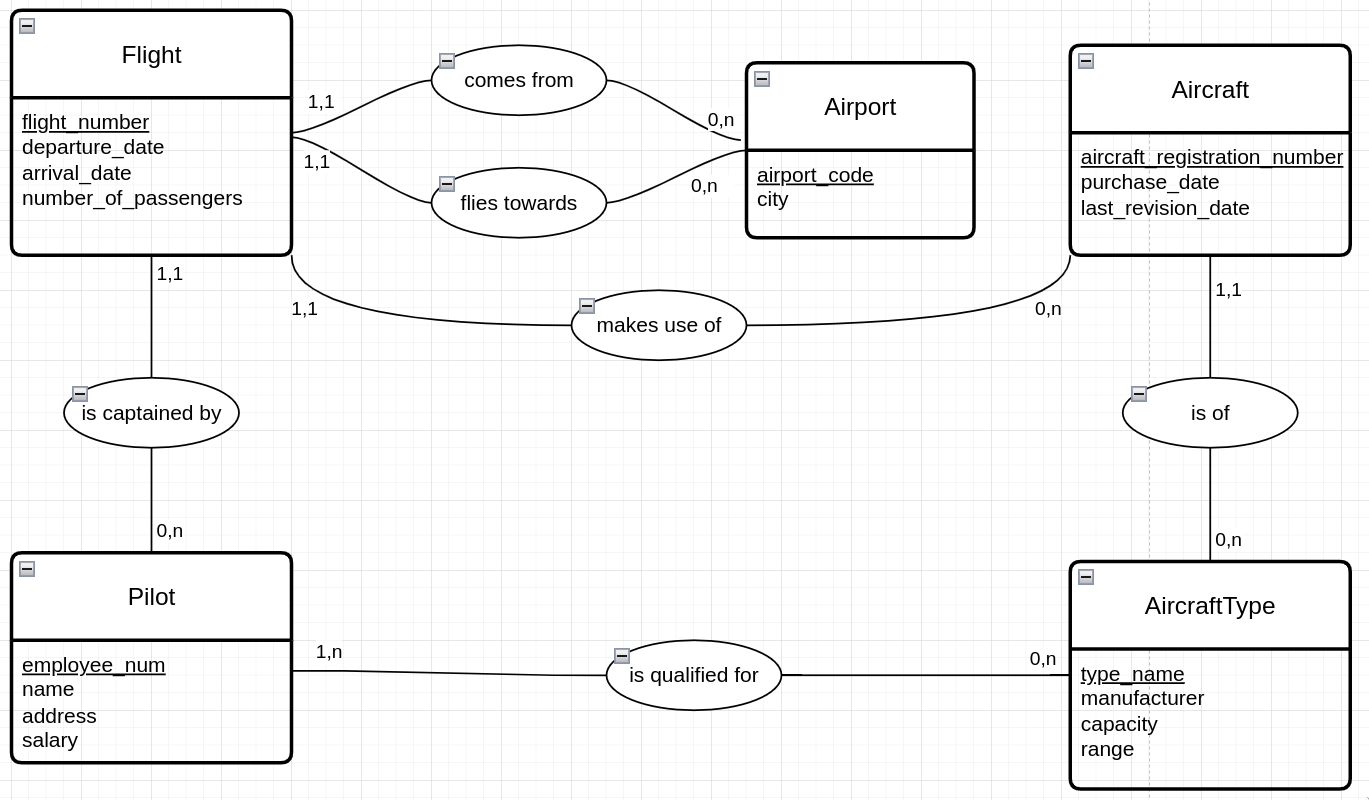 Flight
flight_number
departure_date
arrival_date
number_of_passengers
1,1
1,1
comes from
flies towards
0,n
0,n
Airport
airport_code
city
Aircraft
aircraft_registration_number
purchase_date
last_revision_date
1,1
1,1
makes use of
0,n
1,1
is captained by
is of
0,n
0,n
Pilot
employee_num
name
address
salary
1,n
is qualified for
0,n
AircraftType
type_name
manufacturer
capacity
range